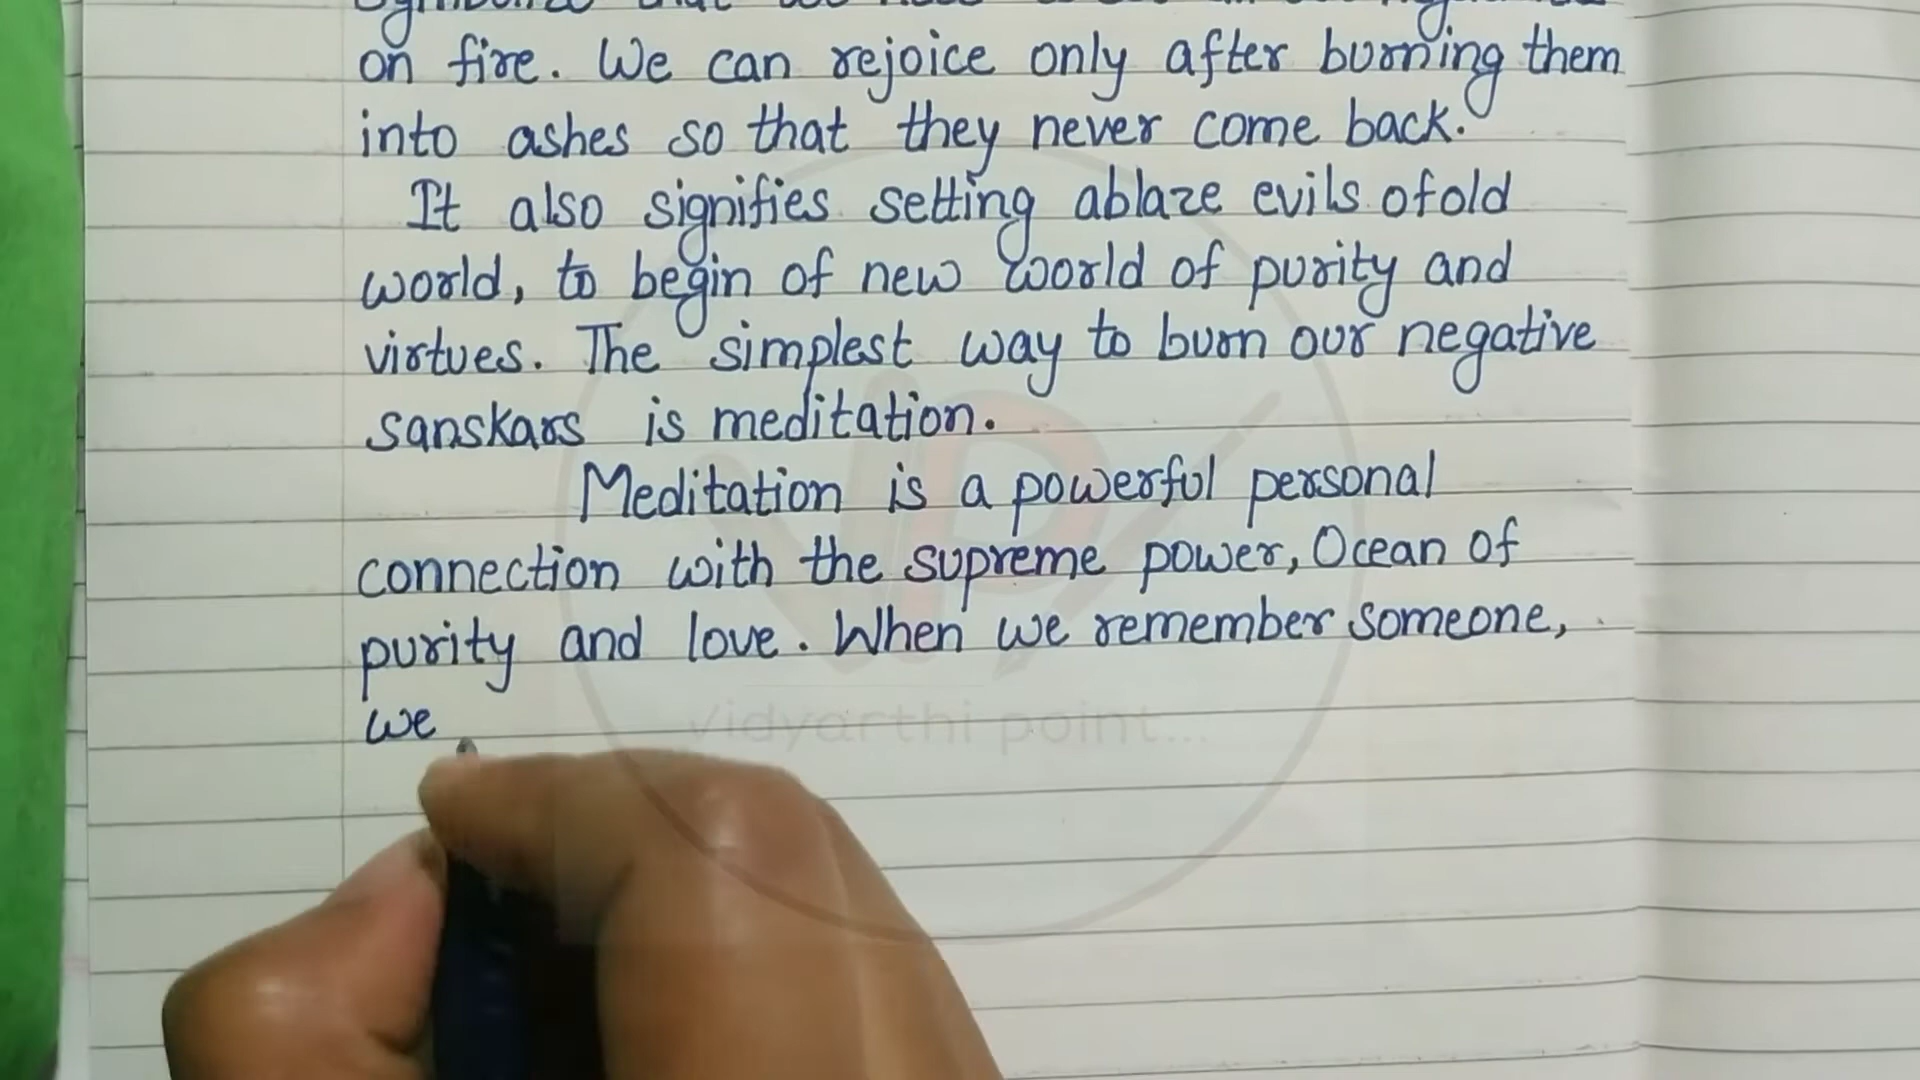 on fire. We can rejoice only after burning them
into ashes so that they never come back.
It also signifies setting ablaze evils of old
world, to begin of new world of purity and
virtues. The simplest way to burn our negative
sanskars is meditation.
Meditation is a powerful personal
connection with the supreme power, Ocean of
purity and love. When we remember someone,
we
Vidyarthi point...